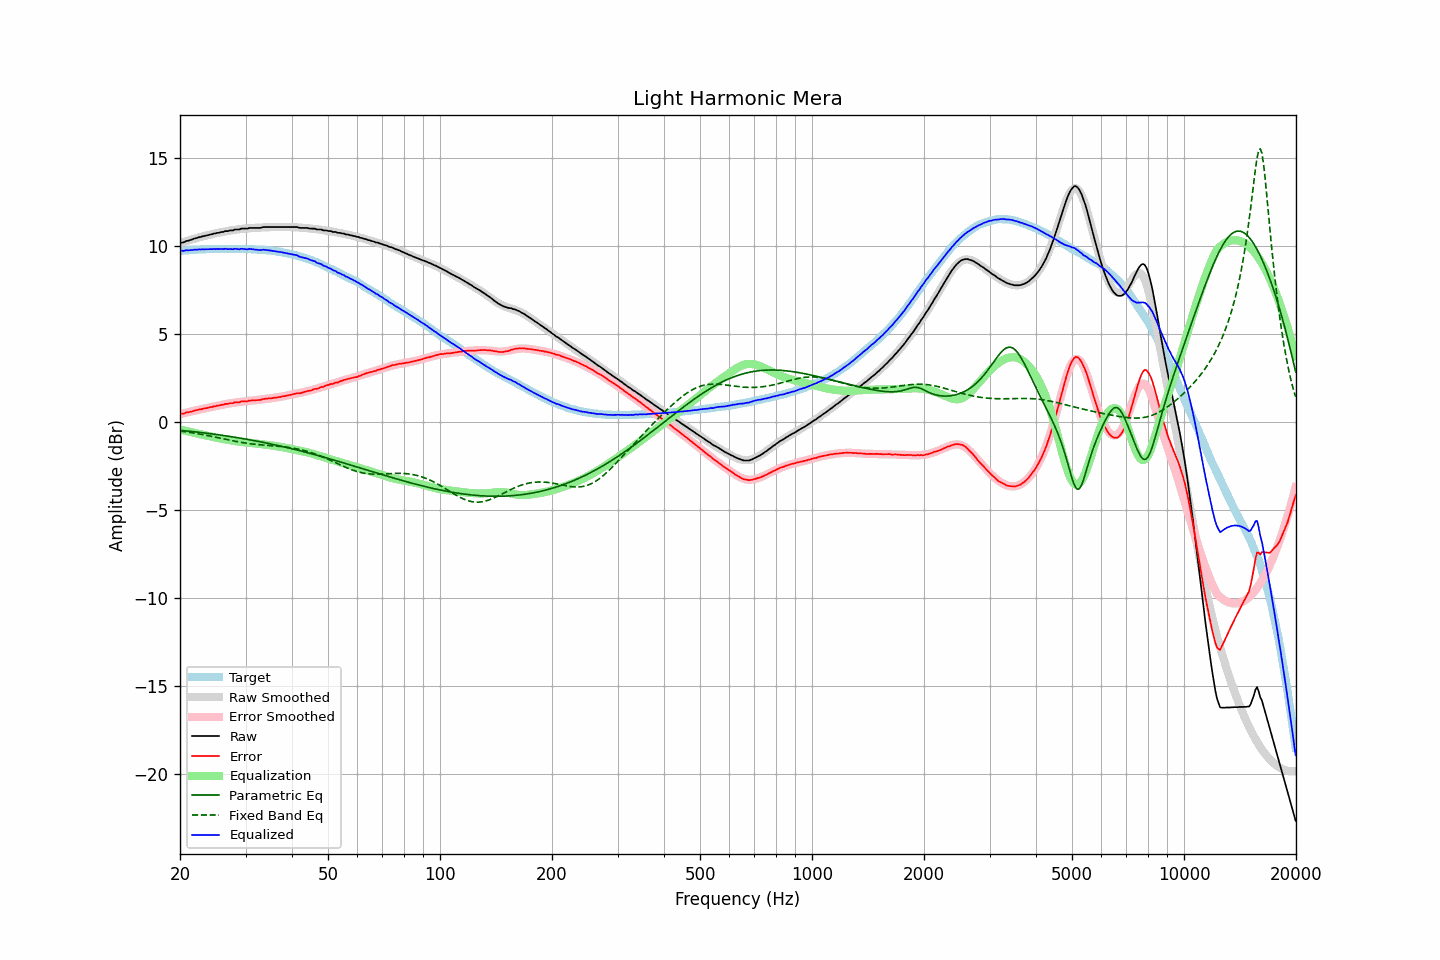 Light Harmonic Mera
Amplitude (dBr)
15
10
5
0
−5
−10
−15
−20
Target
Raw Smoothed
Error Smoothed
Raw
Error
Equalization
Parametric Eq
Fixed Band Eq
Equalized
20 50 100 200 500 1000 2000 5000 10000 20000
Frequency (Hz)